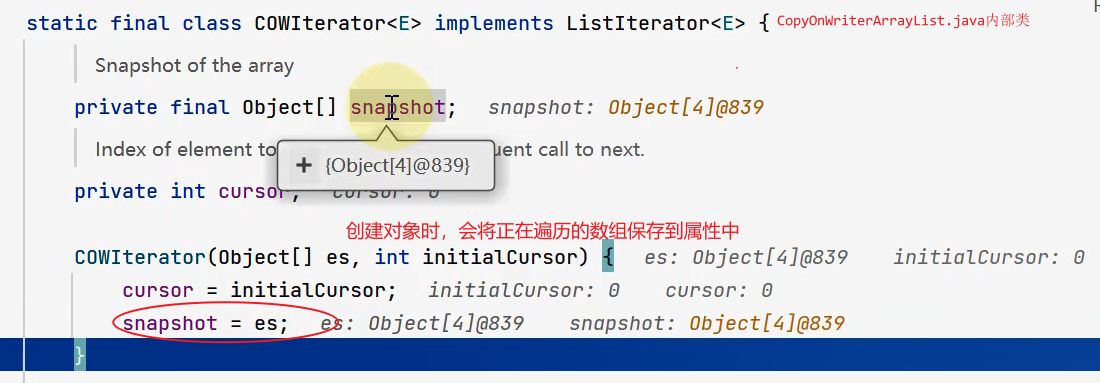 static final class COWIterator<E> implements ListIterator<E> { CopyOnWriterArrayList.java内部类
Snapshot of the array
private final Object[] snapshot; snapshot: Object[4]@839
Index of element to uent call to next.
+ {Object[4]@839}
private int cursor; cursor: 0
创建对象时，会将正在遍历的数组保存到属性中
COWIterator(Object[] es, int initialCursor) { es: Object[4]@839 initialCursor: 0
cursor = initialCursor; initialCursor: 0 cursor: 0
snapshot = es; es: Object[4]@839 snapshot: Object[4]@839
}